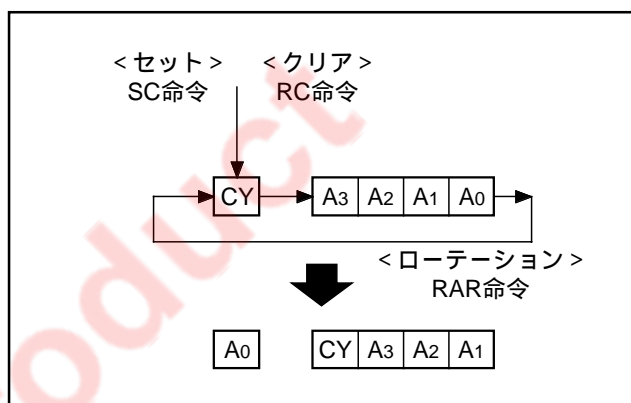 <セット> <クリア>
SC命令 RC命令
CY A3 A2 A1 A0
<ローテーション>
RAR命令
A0 CY A3 A2 A1
oduct